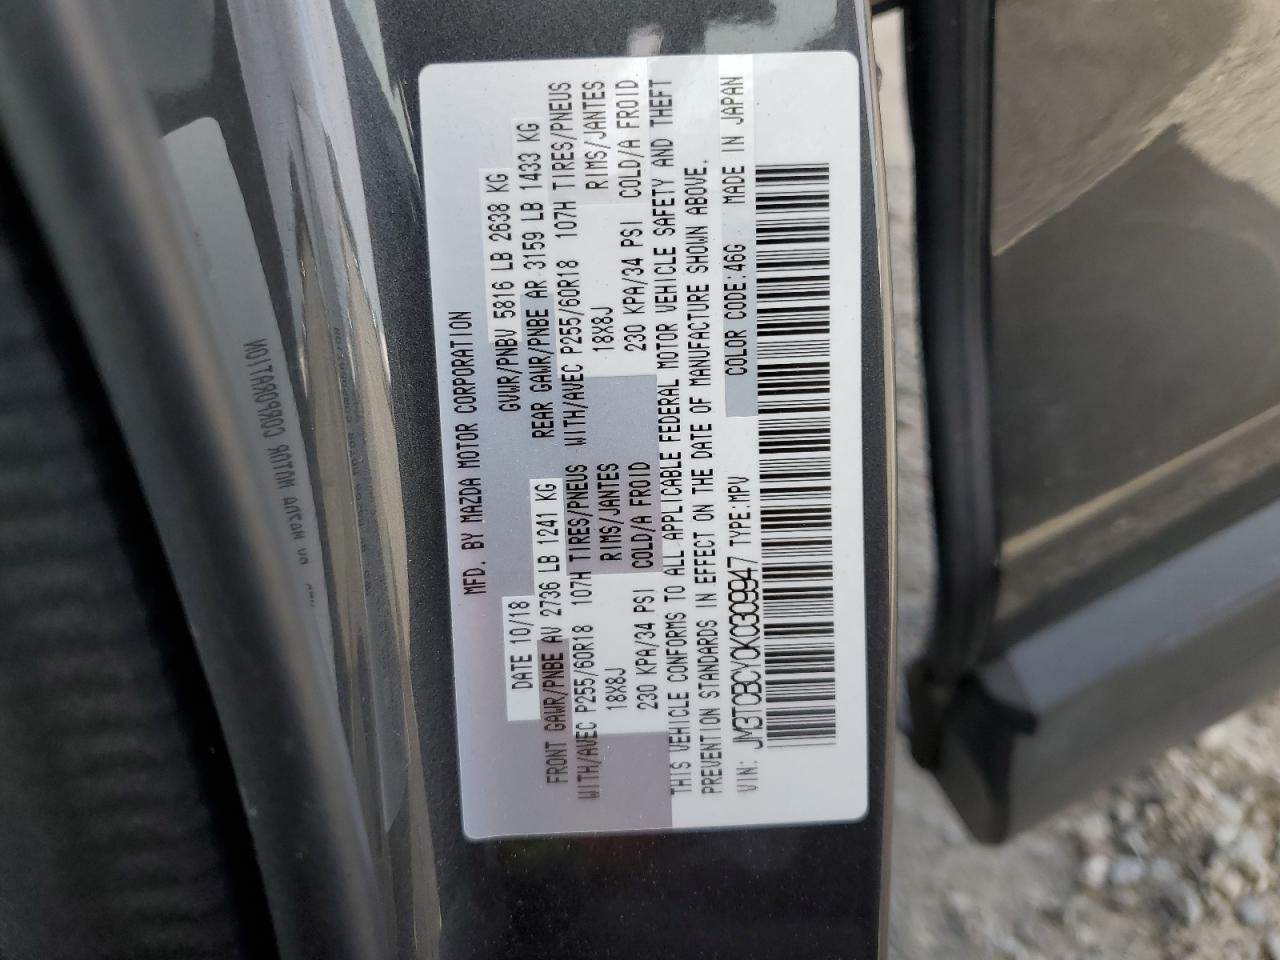 MFD. BY MAZDA MOTOR CORPORATION
DATE 10/18 GVWR/PNBV 5816 LB 2638 KG
FRONT GAWR/PNBE AV 2736 LB 1241 KG REAR GAWR/PNBE AR 3159 LB 1433 KG
WITH/AVEC P255/60R18 107H TIRES/PNEUS WITH/AVEC P255/60R18 107H TIRES/PNEUS
18X8J RIMS/JANTES 18X8J RIMS/JANTES
230 KPA/34 PSI COLD/A FROID 230 KPA/34 PSI COLD/A FROID
THIS VEHICLE CONFORMS TO ALL APPLICABLE FEDERAL MOTOR VEHICLE SAFETY AND THEFT
PREVENTION STANDARDS IN EFFECT ON THE DATE OF MANUFACTURE SHOWN ABOVE.
VIN: JM3TCBCY0K0309947 TYPE:MPV COLOR CODE:46G MADE IN JAPAN